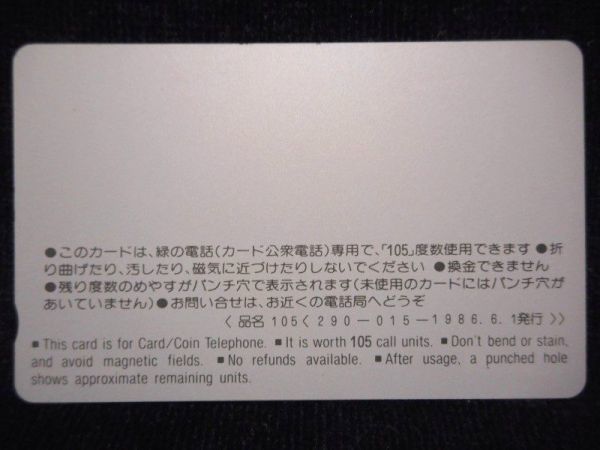 ●このカードは、緑の電話(カード公衆電話)専用で、「105」度数使用できます ●折
り曲げたり、汚したり、磁気に近づけたりしないでください ●換金できません
●残り度数のめやすがパンチ穴で表示されます(未使用のカードにはパンチ穴が
あいていません) ●お問い合せは、お近くの電話局へどうぞ
〈 品名 105〈 290−015−1986. 6. 1発行 〉〉
■ This card is for Card/Coin Telephone. ■ It is worth 105 call units. ■ Don't bend or stain,
and avoid magnetic fields. ■ No refunds available. ■ After usage, a punched hole
shows approximate remaining units.